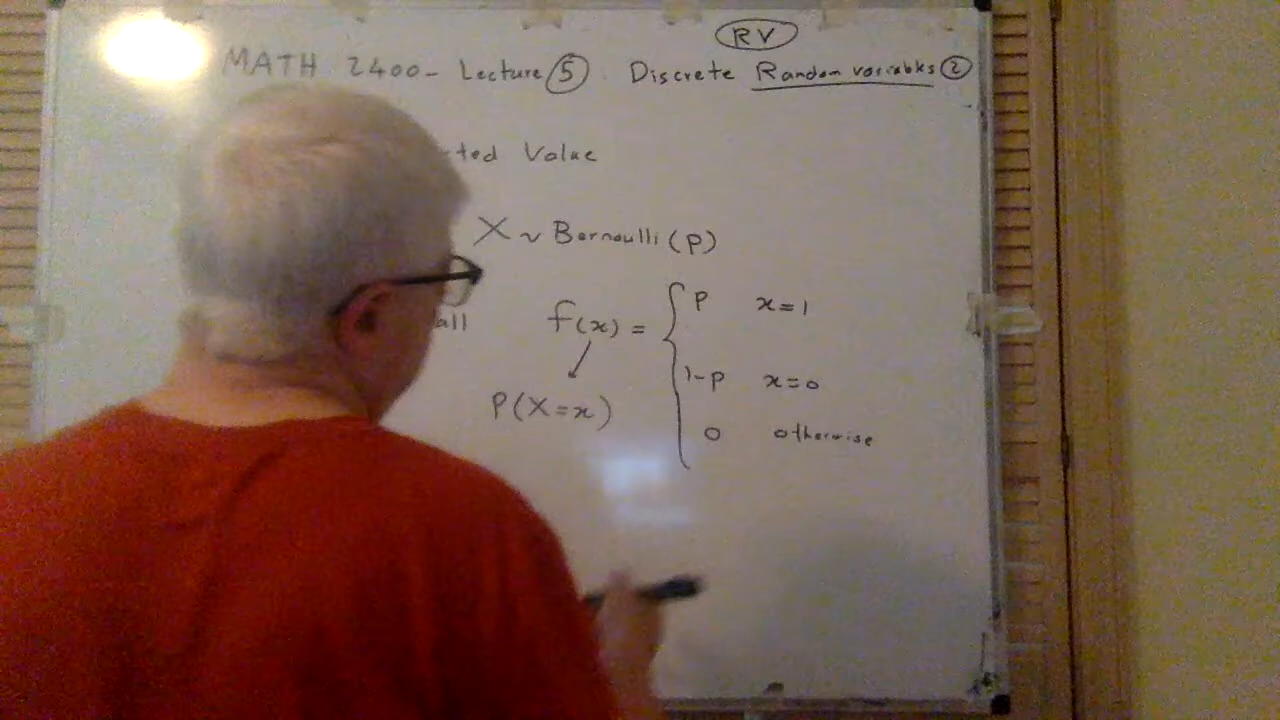 RV
MATH 2400 - Lecture 5 Discrete Random variables 2
ted Value
X ~ Bernoulli (p)
all f(x) = { p x=1
1-p x=0
P(X=x)
0 otherwise